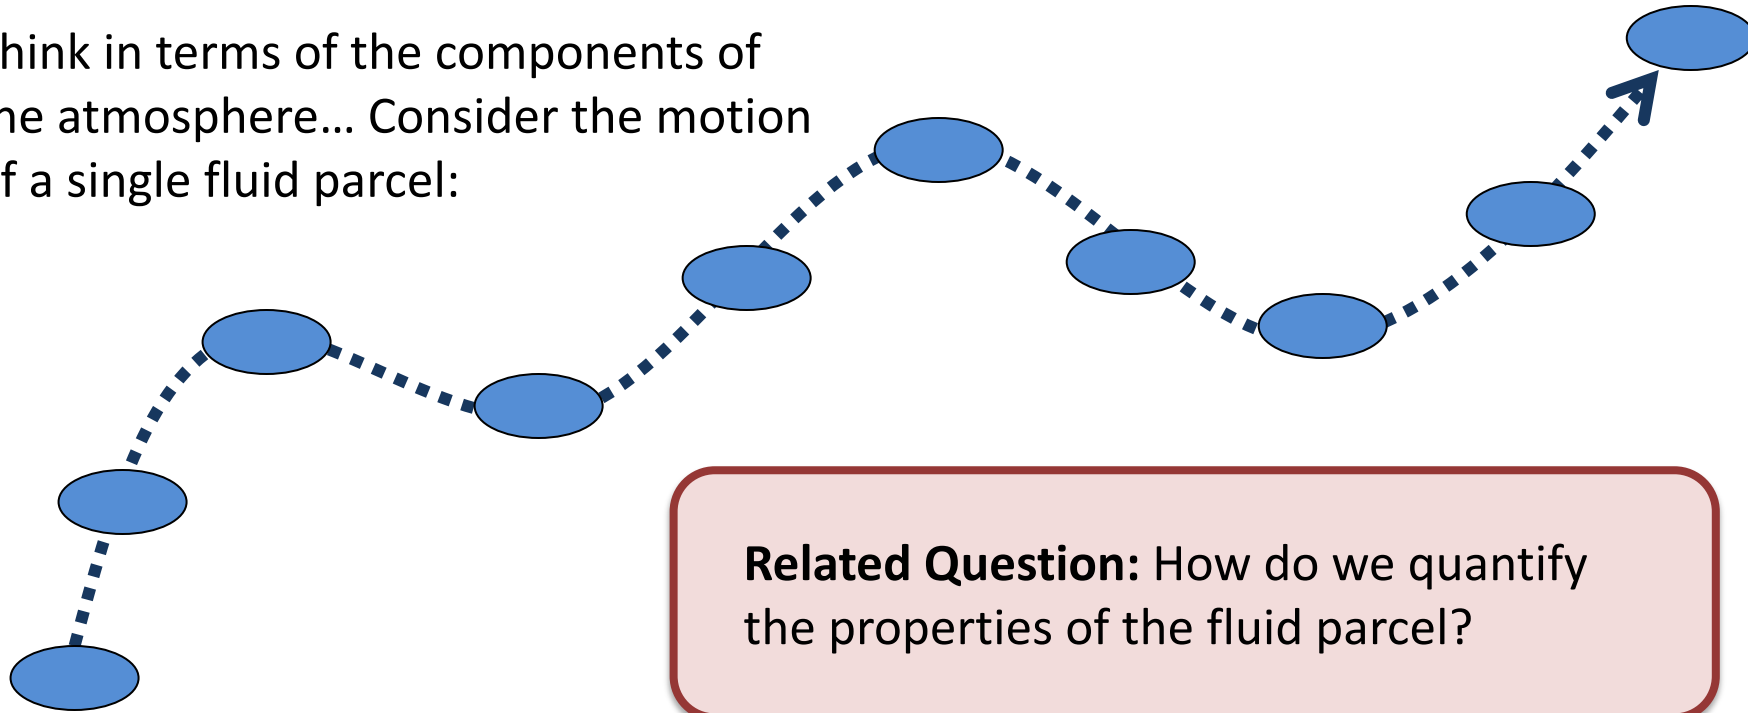 hink in terms of the components of
he atmosphere... Consider the motion
f a single fluid parcel:
Related Question: How do we quantify
the properties of the fluid parcel?